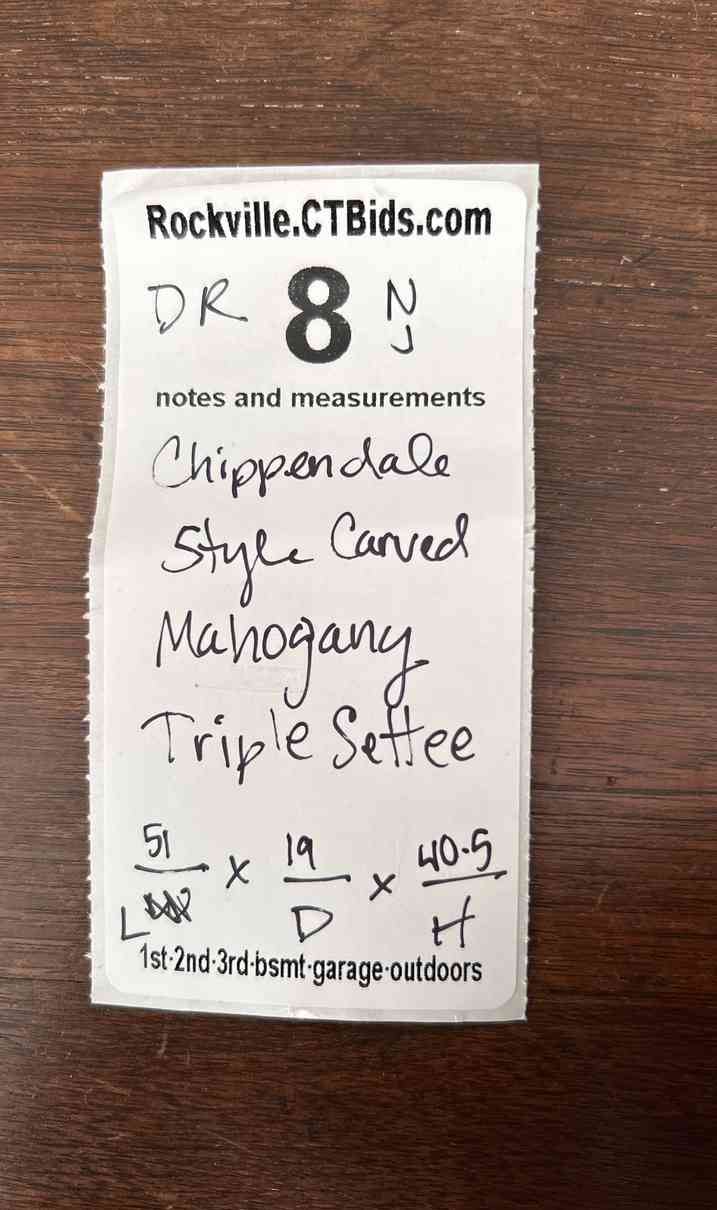 Rockville.CTBids.com
DR 8 NJ
notes and measurements
Chippendale
Style Carved
Mahogany
Triple Settee
51 x 19 x 40.5
L D H
1st·2nd·3rd·bsmt·garage·outdoors